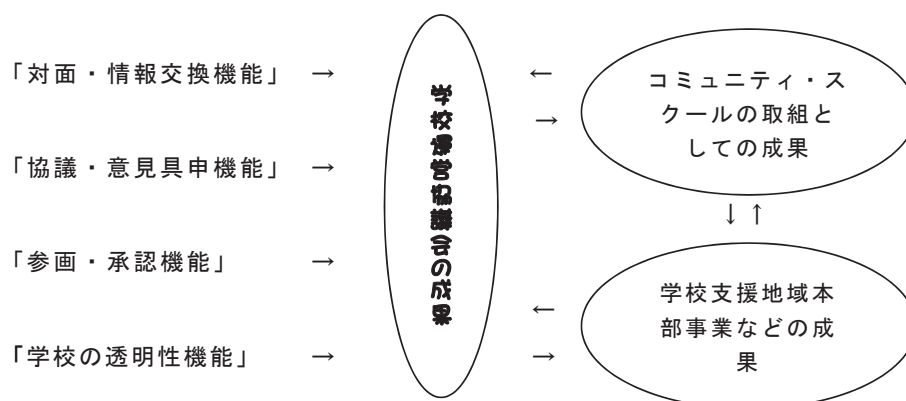 「対面・情報交換機能」 →
「協議・意見具申機能」 →
「参画・承認機能」 →
「学校の透明性機能」 →
学校運営協議会の成果
←
→
コミュニティ・ス
クールの取組と
しての成果
↓↑
←
→
学校支援地域本
部事業などの成
果